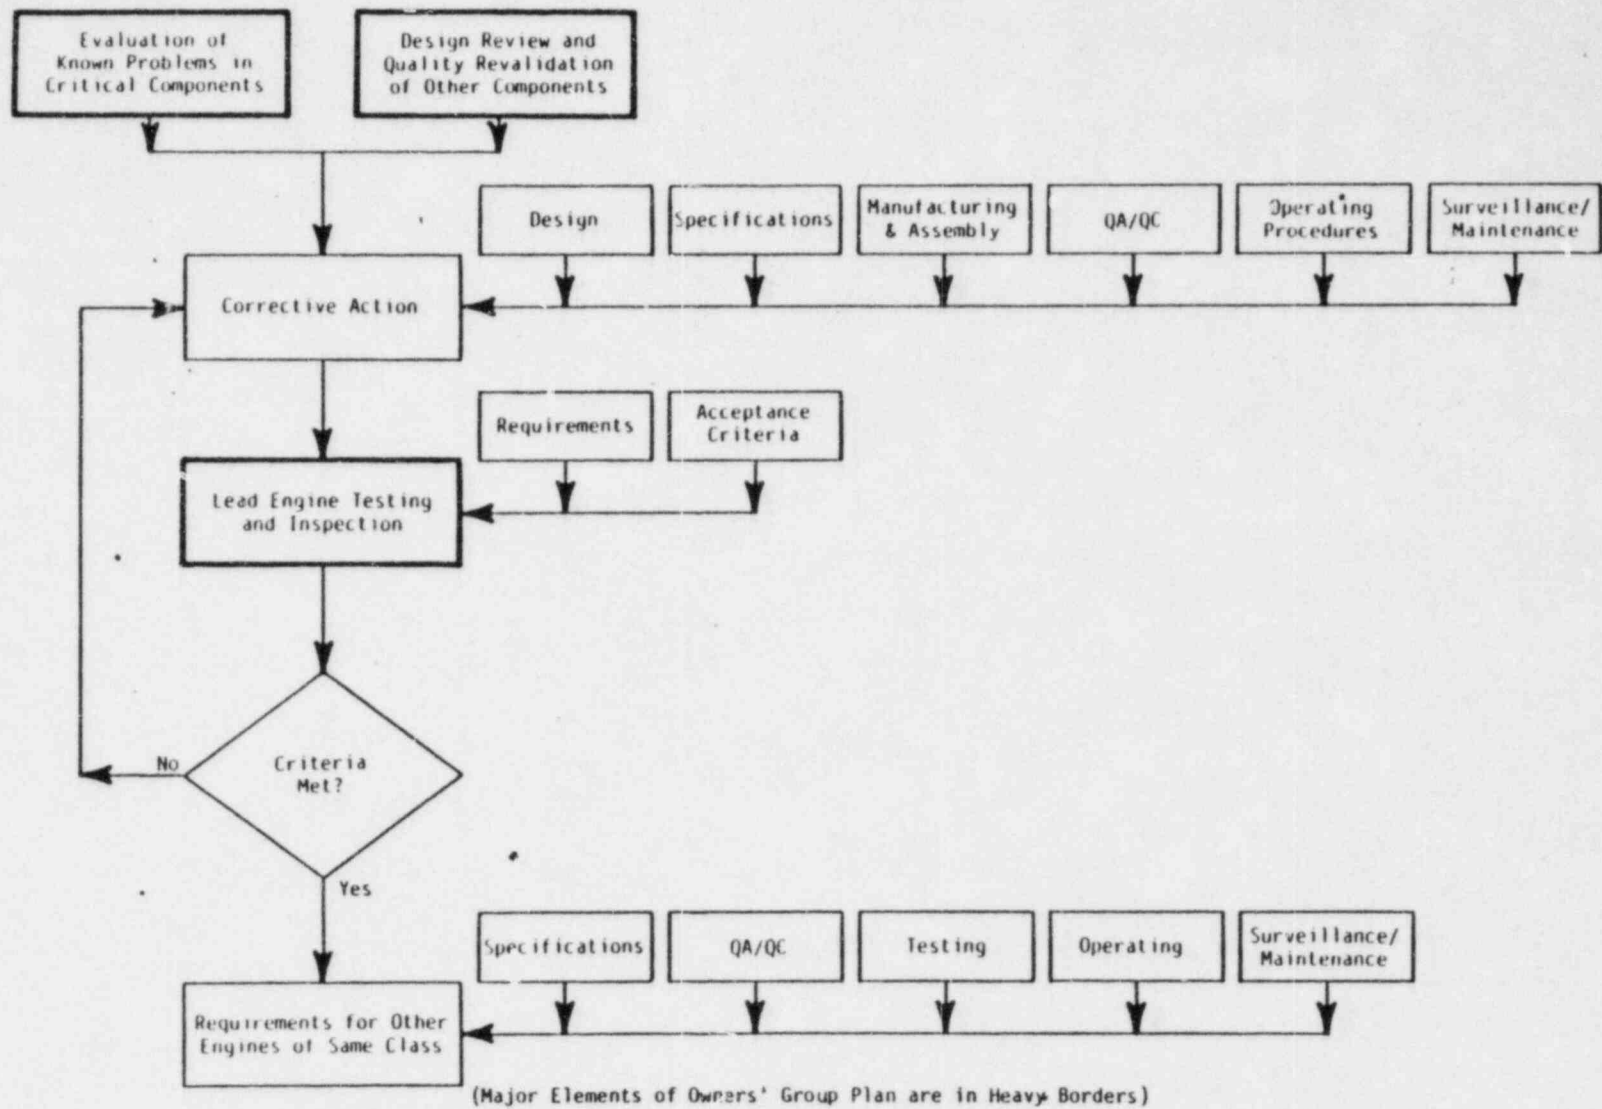 Evaluation of
Known Problems in
Critical Components
Design Review and
Quality Revalidation
of Other Components
Design
Specifications
Manufacturing
& Assembly
QA/QC
Operating
Procedures
Surveillance/
Maintenance
Corrective Action
Requirements
Acceptance
Criteria
Lead Engine Testing
and Inspection
No
Criteria
Met?
Yes
Specifications
QA/QC
Testing
Operating
Surveillance/
Maintenance
Requirements for Other
Engines of Same Class
(Major Elements of Owners' Group Plan are in Heavy Borders)